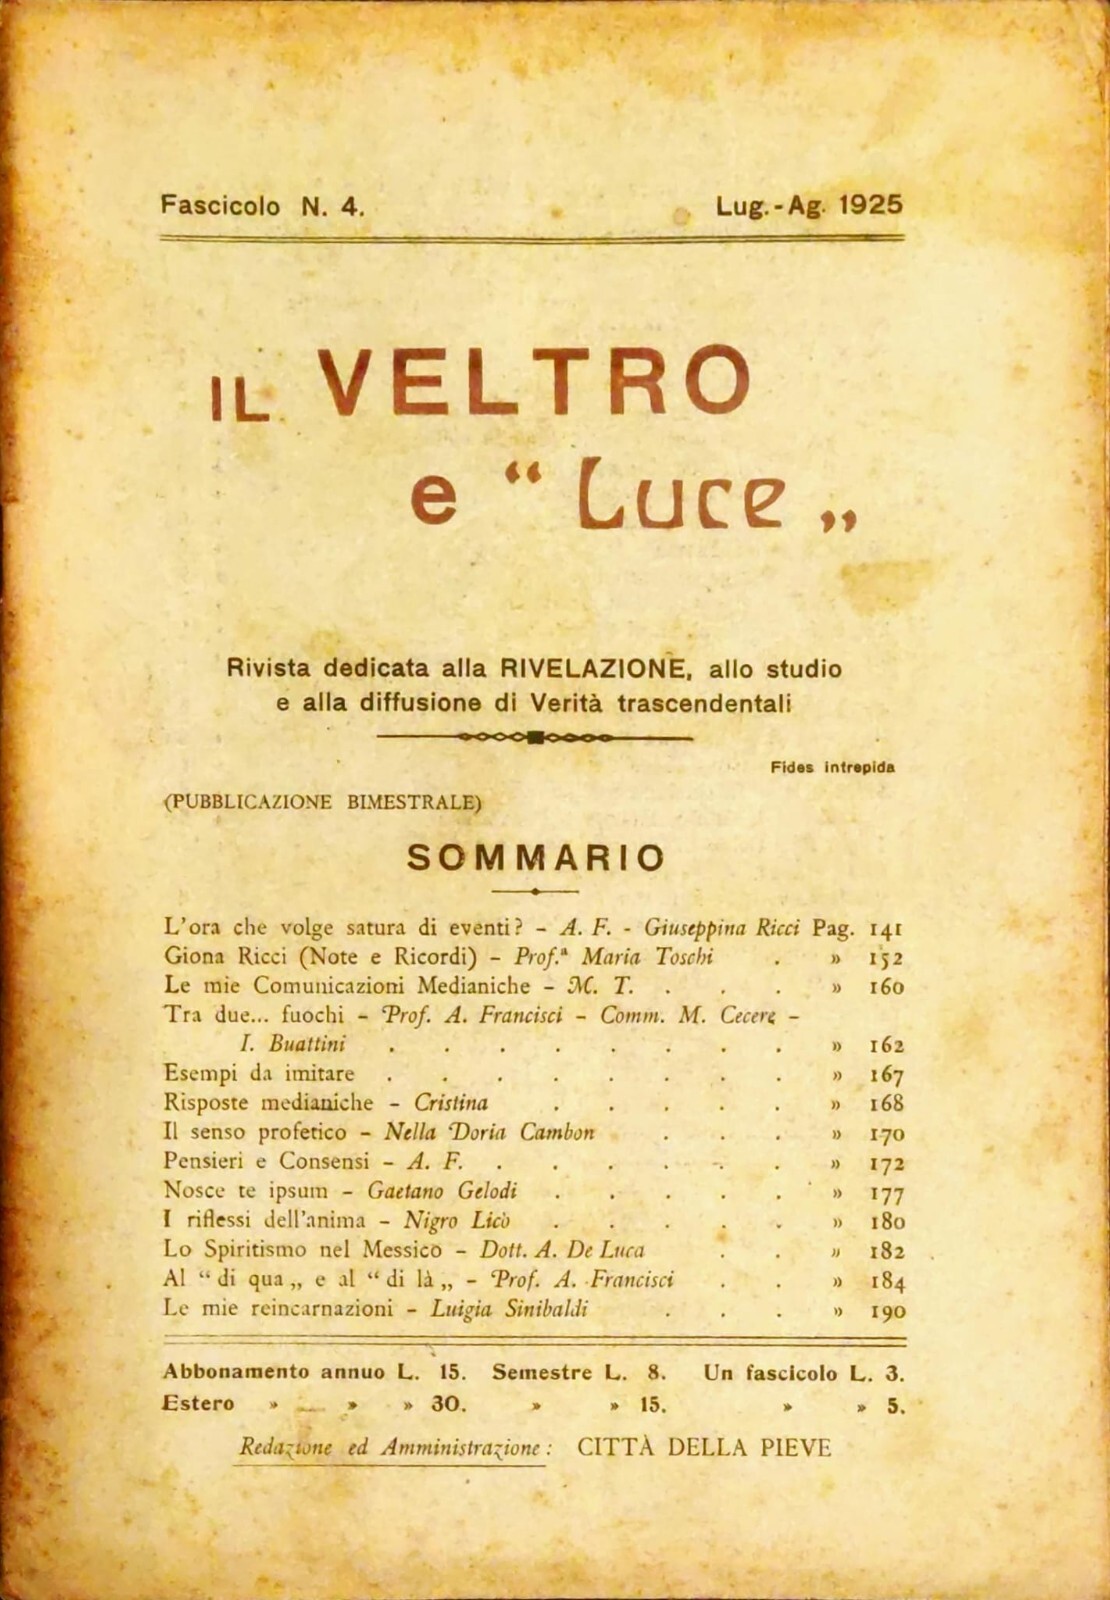 Fascicolo N. 4. Lug.-Ag. 1925
IL VELTRO
e “ Luce „
Rivista dedicata alla RIVELAZIONE, allo studio
e alla diffusione di Verità trascendentali
Fides intrepida
(PUBBLICAZIONE BIMESTRALE)
SOMMARIO
L'ora che volge satura di eventi? - A. F. - Giuseppina Ricci Pag. 141
Giona Ricci (Note e Ricordi) - Prof.ª Maria Toschi . » 152
Le mie Comunicazioni Medianiche - M. T. . . . » 160
Tra due... fuochi - Prof. A. Francisci - Comm. M. Cecere -
I. Buattini . . . . . . . . » 162
Esempi da imitare . . . . . . . . » 167
Risposte medianiche - Cristina . . . . . » 168
Il senso profetico - Nella Doria Cambon . . . » 170
Pensieri e Consensi - A. F. . . . . . . » 172
Nosce te ipsum - Gaetano Gelodi . . . . . » 177
I riflessi dell'anima - Nigro Licò . . . . . » 180
Lo Spiritismo nel Messico - Dott. A. De Luca . . » 182
Al “ di qua „ e al “ di là „ - Prof. A. Francisci . . » 184
Le mie reincarnazioni - Luigia Sinibaldi . . . » 190
Abbonamento annuo L. 15. Semestre L. 8. Un fascicolo L. 3.
Estero » » » 30. » » 15. » » 5.
Redazione ed Amministrazione : CITTÀ DELLA PIEVE